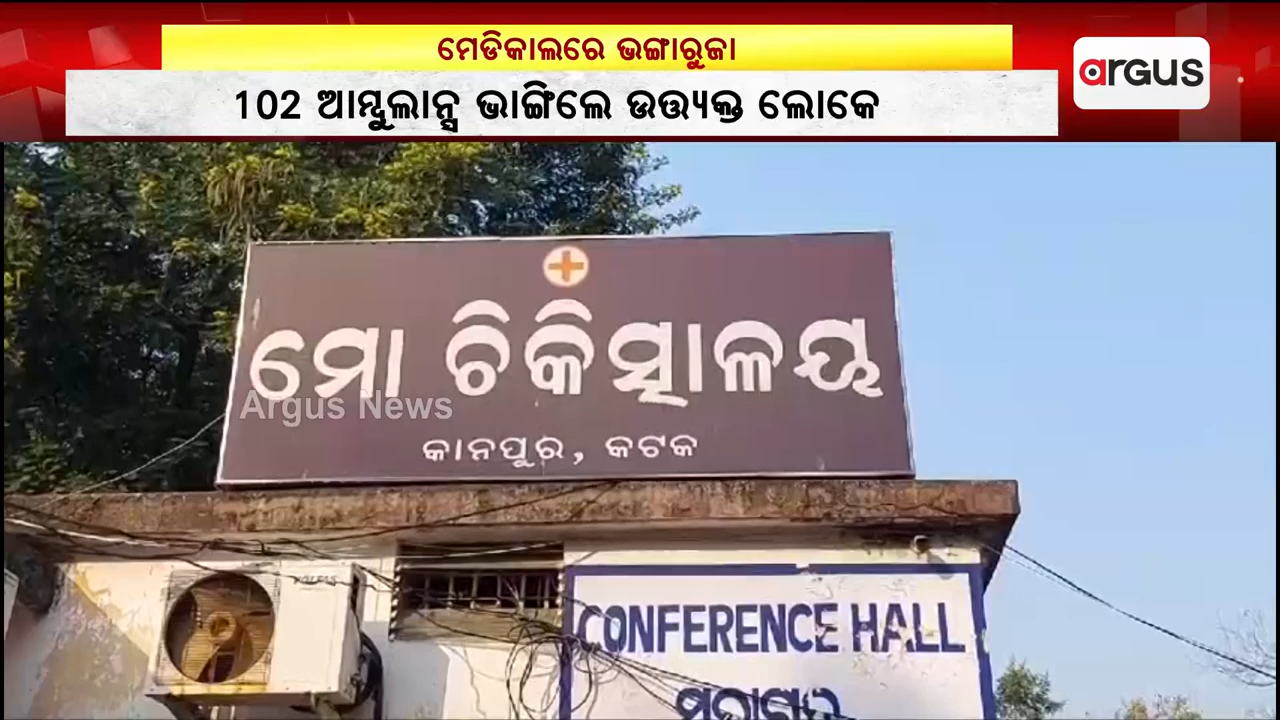 ମେଡିକାଲରେ ଭଙ୍ଗାରୁଜା
argus
102 ଆମ୍ବୁଲାନ୍ସ ଭାଙ୍ଗିଲେ ଉତ୍ତ୍ୟକ୍ତ ଲୋକେ
ମୋ ଚିକିତ୍ସାଳୟ
Argus News
କାନପୁର, କଟକ
CONFERENCE HALL